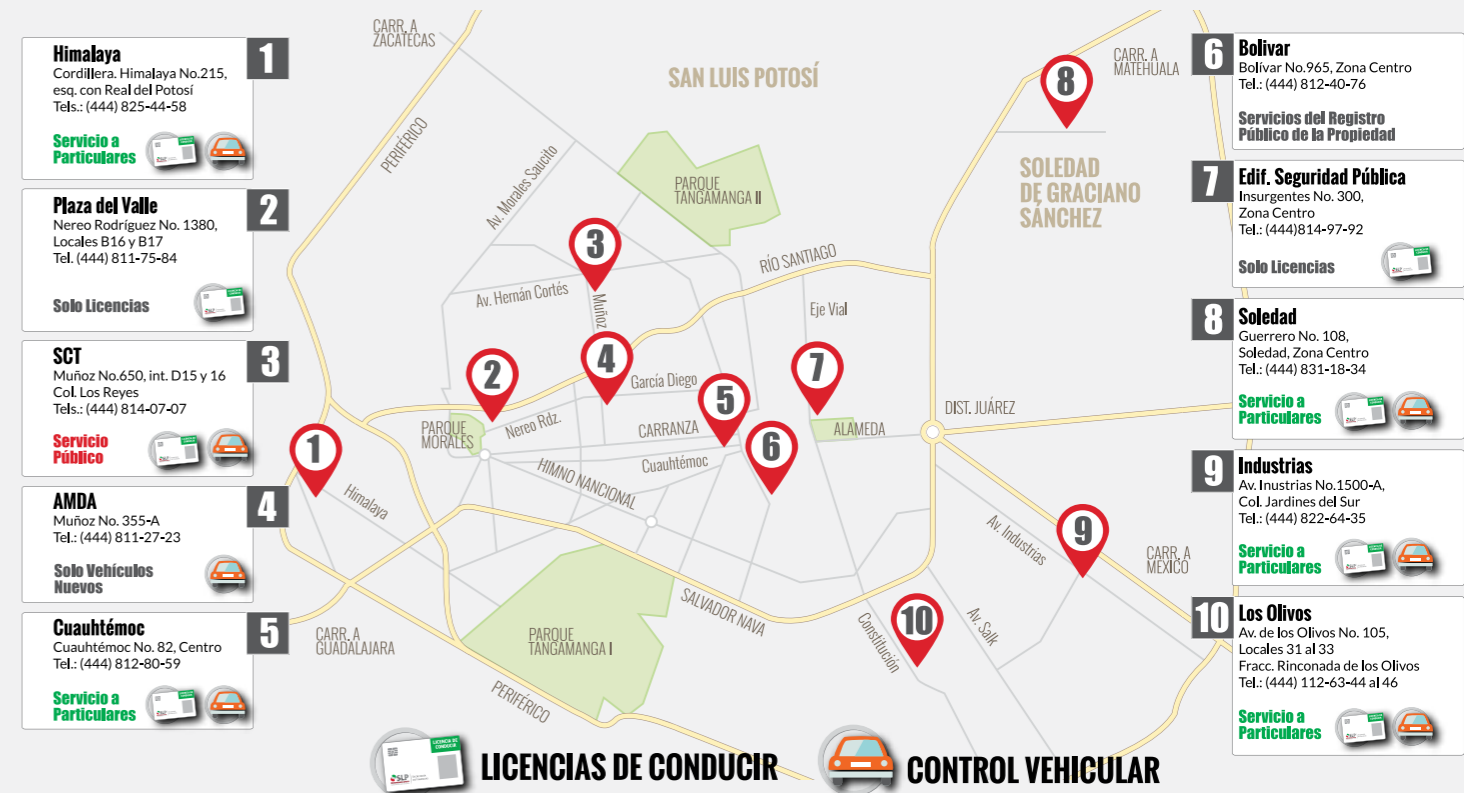 Himalaya
1
Cordillera. Himalaya No.215,
esq. con Real del Potosí
Tels.: (444) 825-44-58
Servicio a
Particulares
Plaza del Valle
2
Nereo Rodríguez No. 1380,
Locales B16 y B17
Tel. (444) 811-75-84
Solo Licencias
SCT
3
Muñoz No.650, int. D15 y 16
Col. Los Reyes
Tels.: (444) 814-07-07
Servicio
Público
AMDA
4
Muñoz No. 355-A
Tel.: (444) 811-27-23
Solo Vehículos
Nuevos
Cuauhtémoc
5
Cuauhtémoc No. 82, Centro
Tel.: (444) 812-80-59
Servicio a
Particulares
CARR. A
ZACATECAS
PERIFÉRICO
SAN LUIS POTOSÍ
Av. Morales Saucito
PARQUE
TANGAMANGA II
8
CARR. A
MATEHUALA
SOLEDAD
DE GRACIANO
SÁNCHEZ
3
RÍO SANTIAGO
Av. Hernán Cortés
Muñoz
Eje Vial
4
2
García Diego
7
5
DIST. JUÁREZ
PARQUE
MORALES
Nereo Rdz.
CARRANZA
ALAMEDA
1
Cuauhtémoc
6
HIMNO NANCIONAL
Himalaya
Av. Industrias
9
CARR. A
MEXICO
SALVADOR NAVA
10
Constitución
Av. Salk
CARR. A
GUADALAJARA
PARQUE
TANGAMANGA I
PERIFÉRICO
6
Bolivar
Bolívar No.965, Zona Centro
Tel.: (444) 812-40-76
Servicios del Registro
Público de la Propiedad
7
Edif. Seguridad Pública
Insurgentes No. 300,
Zona Centro
Tel.: (444)814-97-92
Solo Licencias
8
Soledad
Guerrero No. 108,
Soledad, Zona Centro
Tel.: (444) 831-18-34
Servicio a
Particulares
9
Industrias
Av. Inustrias No.1500-A,
Col. Jardines del Sur
Tel.: (444) 822-64-35
Servicio a
Particulares
10
Los Olivos
Av. de los Olivos No. 105,
Locales 31 al 33
Fracc. Rinconada de los Olivos
Tel.: (444) 112-63-44 al 46
Servicio a
Particulares
LICENCIA DE
CONDUCIR
SLP
LICENCIAS DE CONDUCIR
CONTROL VEHICULAR